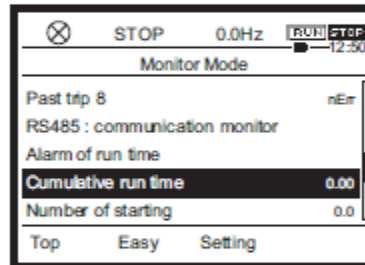 STOP 0.0Hz RUN STOP
12:50
Monitor Mode
Past trip 8 nErr
RS485 : communication monitor
Alarm of run time
Cumulative run time 0.00
Number of starting 0.0
Top Easy Setting